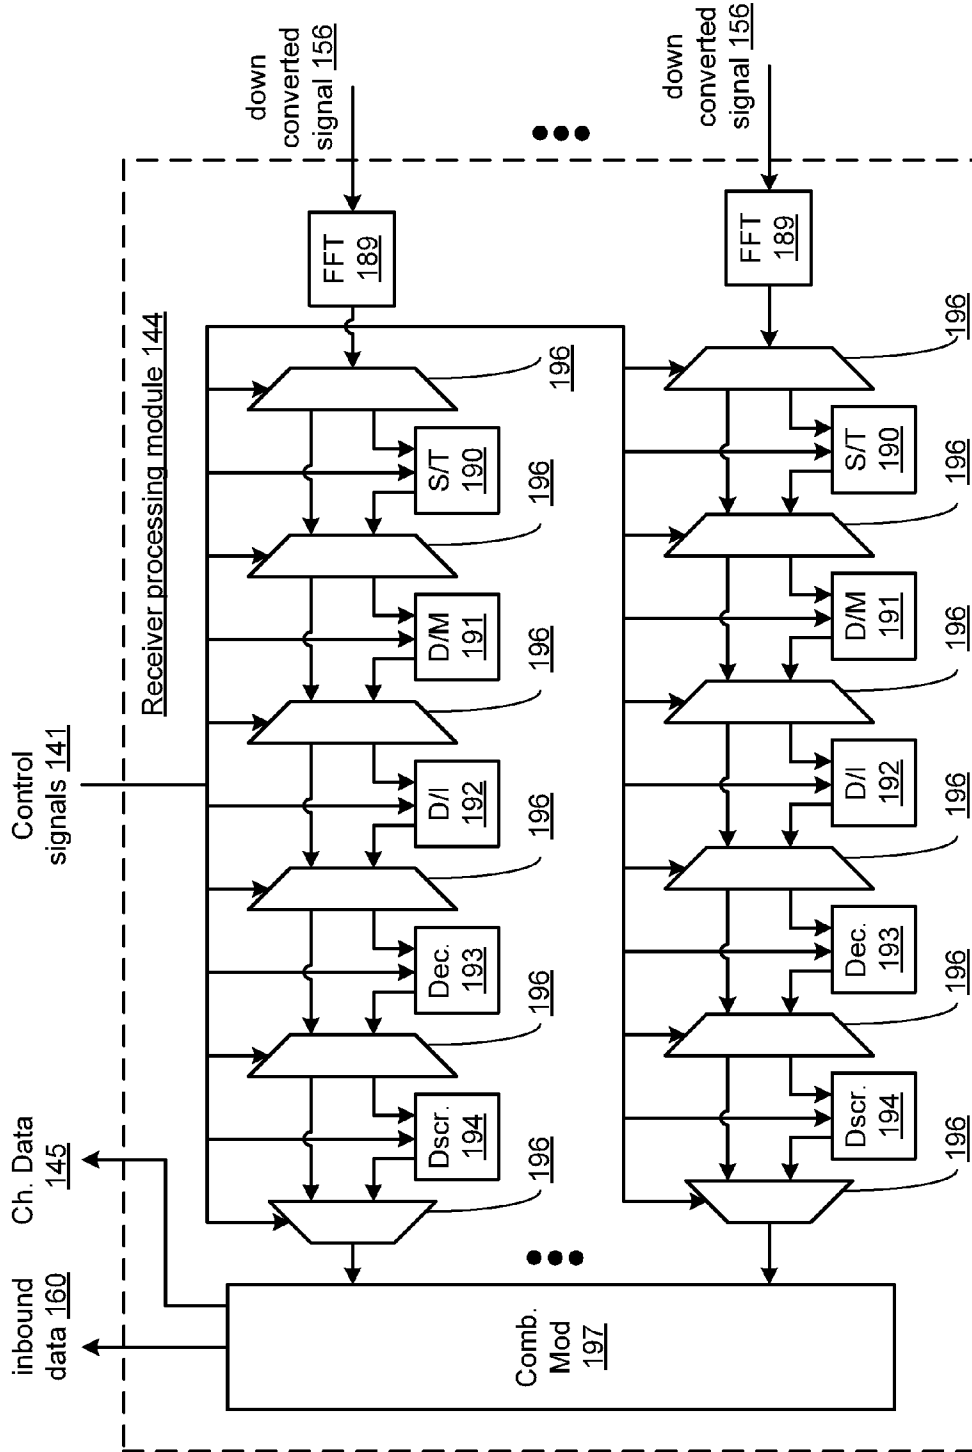 inbound
data 160
Ch. Data
145
Control
signals 141
Receiver processing module 144
down
converted
signal 156
down
converted
signal 156
Comb.
Mod
197
196
Dscr.
194
196
Dec.
193
196
D/I
192
196
D/M
191
196
S/T
190
196
FFT
189
196
Dscr.
194
196
Dec.
193
196
D/I
192
196
D/M
191
196
S/T
190
196
FFT
189